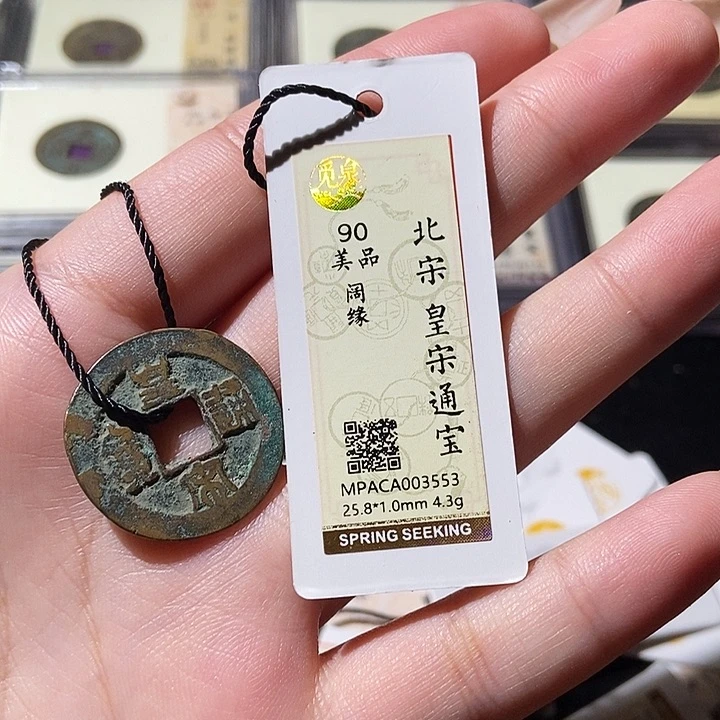 觅泉
90
美品
阔缘
北宋 皇宋通宝
MPACA003553
25.8*1.0mm 4.3g
SPRING SEEKING
皇宋通寳